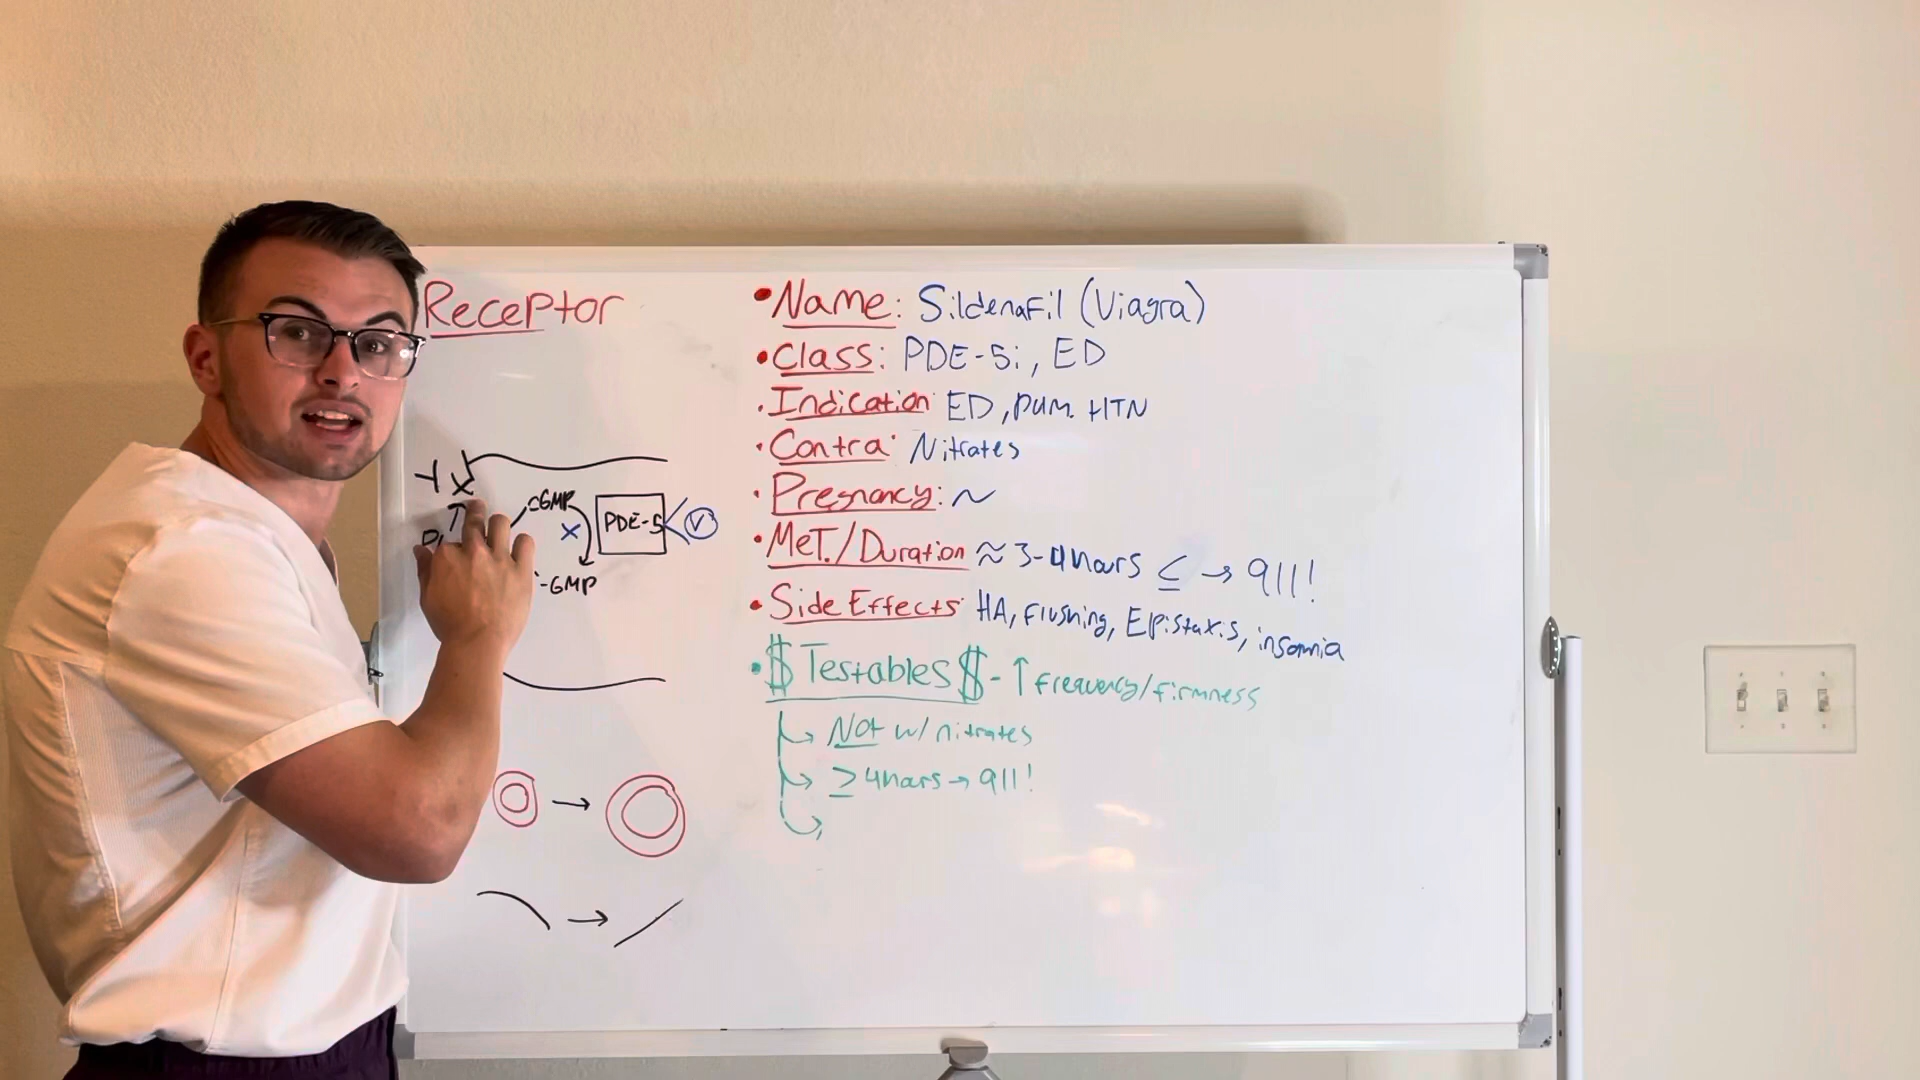 Receptor
cGMP
PDE-5
V
X
-GMP
• Name: Sildenafil (Viagra)
• Class: PDE-5i, ED
• Indication: ED, pum. HTN
• Contra: Nitrates
• Pregnancy: ~
• Met./Duration ≈ 3-4 hours ≤ → 911!
• Side Effects: HA, flushing, Epistaxis, insomnia
• $ Testables $ - ↑ frequency/firmness
↳ Not w/ nitrates
↳ ≥ 4 hours → 911!